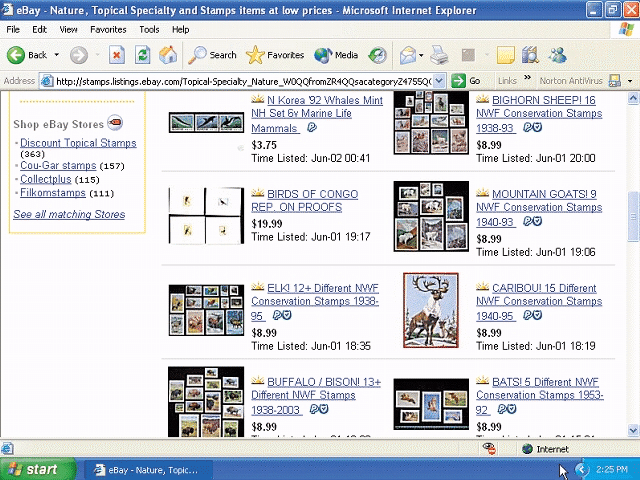 eBay - Nature, Topical Specialty and Stamps items at low prices - Microsoft Internet Explorer
File Edit View Favorites Tools Help
Back Search Favorites Media
Address http://stamps.listings.ebay.com/Topical-Specialty_Nature_W0QQfromZR4QQsacategoryZ4755QQ Go Links » Norton AntiVirus
Shop eBay Stores
Discount Topical Stamps
(363)
Cou-Gar stamps (157)
Collectplus (115)
Filkomstamps (111)
See all matching Stores
N Korea '92 Whales Mint
NH Set 6v Marine Life
Mammals
$3.75
Time Listed: Jun-02 00:41
BIGHORN SHEEP! 16
NWF Conservation Stamps
1938-93
$8.99
Time Listed: Jun-01 20:00
BIRDS OF CONGO
REP. ON PROOFS
$19.99
Time Listed: Jun-01 19:17
MOUNTAIN GOATS! 9
NWF Conservation Stamps
1940-93
$8.99
Time Listed: Jun-01 19:06
ELK! 12+ Different NWF
Conservation Stamps 1938-
95
$8.99
Time Listed: Jun-01 18:35
CARIBOU! 15 Different
NWF Conservation Stamps
1940-95
$8.99
Time Listed: Jun-01 18:19
BUFFALO / BISON! 13+
Different NWF Stamps
1938-2003
$8.99
BATS! 5 Different NWF
Conservation Stamps 1953-
92
$8.99
Internet
start eBay - Nature, Topic... 2:25 PM